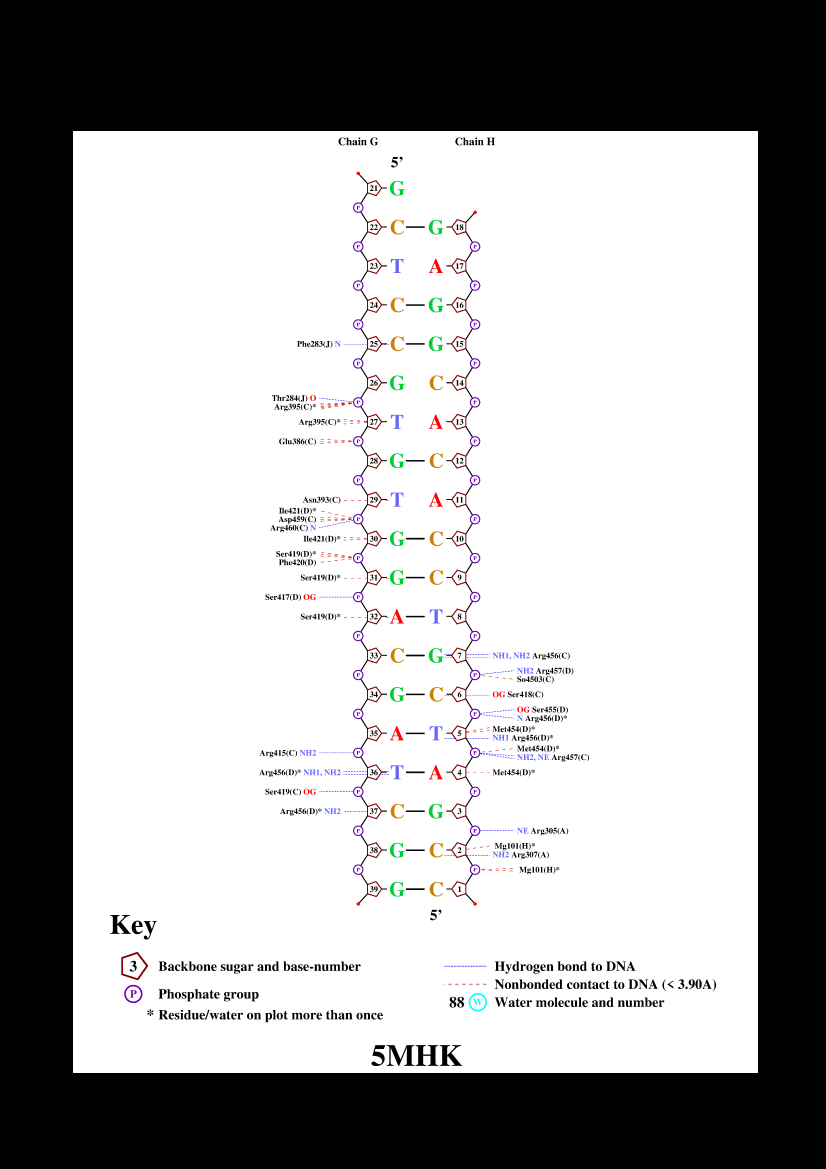 Chain G Chain H
5’
21 G
P
22 C G 18
P P
23 T A 17
P P
24 C G 16
P P
Phe283(J) N 25 C G 15
P P
26 G C 14
Thr284(J) O
Arg395(C)* P P
Arg395(C)* 27 T A 13
Glu386(C) P P
28 G C 12
P P
Asn393(C) 29 T A 11
Ile421(D)*
Asp459(C) P P
Arg460(C) N
Ile421(D)* 30 G C 10
Ser419(D)* P P
Phe420(D)
Ser419(D)* 31 G C 9
Ser417(D) OG P P
Ser419(D)* 32 A T 8
P P
33 C G 7 NH1, NH2 Arg456(C)
P P NH2 Arg457(D)
So4503(C)
34 G C 6 OG Ser418(C)
P P OG Ser455(D)
N Arg456(D)*
35 A T 5 Met454(D)*
NH1 Arg456(D)*
Arg415(C) NH2 P P Met454(D)*
NH2, NE Arg457(C)
Arg456(D)* NH1, NH2 36 T A 4 Met454(D)*
Ser419(C) OG P P
Arg456(D)* NH2 37 C G 3
P P NE Arg305(A)
38 G C 2 Mg101(H)*
NH2 Arg307(A)
P P Mg101(H)*
39 G C 1
5’
Key
3 Backbone sugar and base-number
P Phosphate group
* Residue/water on plot more than once
Hydrogen bond to DNA
Nonbonded contact to DNA (< 3.90A)
88 W Water molecule and number
5MHK